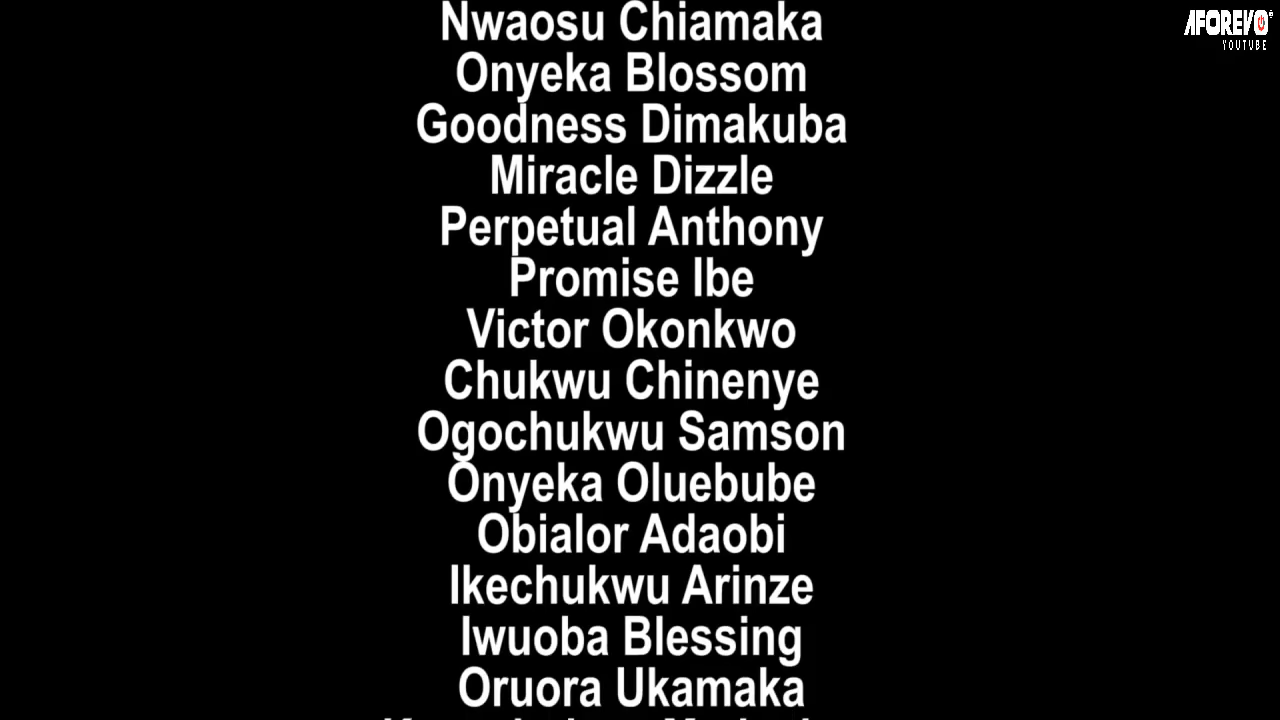 Nwaosu Chiamaka
AFOREVO
YOUTUBE
Onyeka Blossom
Goodness Dimakuba
Miracle Dizzle
Perpetual Anthony
Promise Ibe
Victor Okonkwo
Chukwu Chinenye
Ogochukwu Samson
Onyeka Oluebube
Obialor Adaobi
Ikechukwu Arinze
Iwuoba Blessing
Oruora Ukamaka